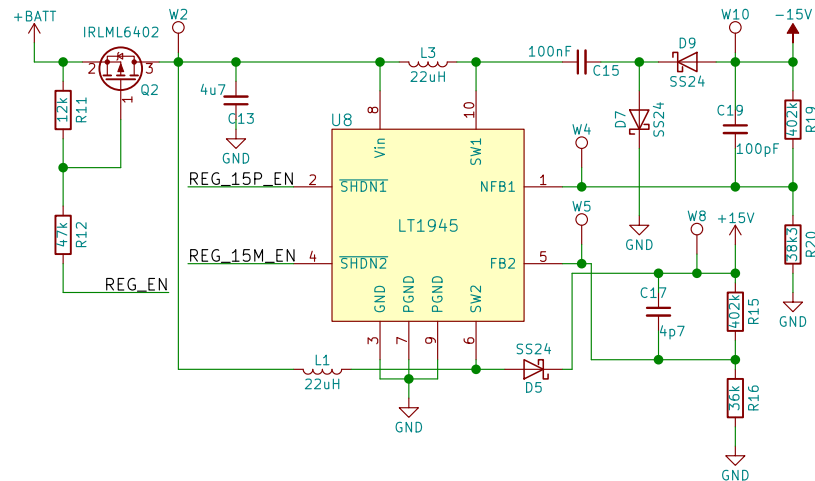 +BATT
W2
W10
-15V
IRLML6402
2
3
1
Q2
12k
R11
4u7
C13
GND
L3
22uH
100nF
C15
D9
SS24
D7
SS24
C19
100pF
402k
R19
U8
8
Vin
10
SW1
W4
REG_15P_EN
2
SHDN1
NFB1
1
LT1945
W5
W8
+15V
47k
R12
REG_15M_EN
4
SHDN2
FB2
5
GND
38k3
R20
REG_EN
GND
PGND
PGND
SW2
C17
4p7
402k
R15
GND
3
7
9
6
L1
22uH
SS24
D5
36k
R16
GND
GND